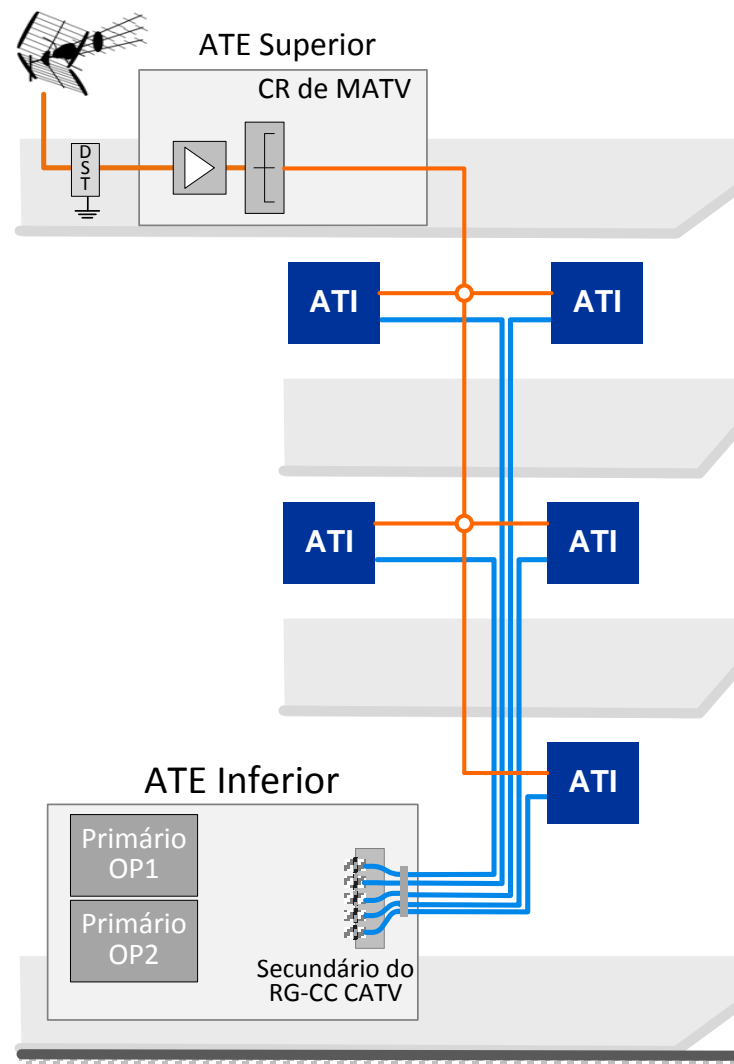 ATE Superior
CR de MATV
D
S
T
ATI
ATI
ATI
ATI
ATI
ATE Inferior
Primário
OP1
Primário
OP2
Secundário do
RG-CC CATV